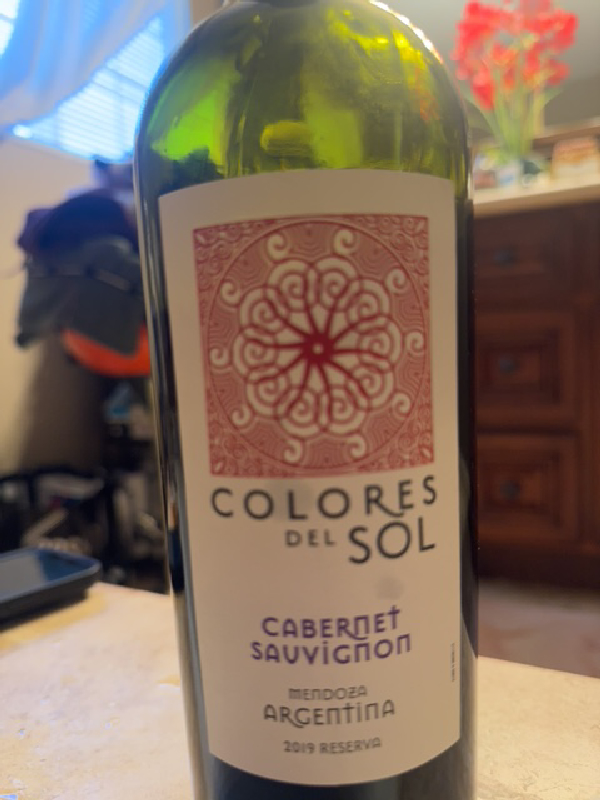 COLORES
DEL SOL
CABERNET
SAUVIGNON
MENDOZA
ARGENTINA
2019 RESERVA